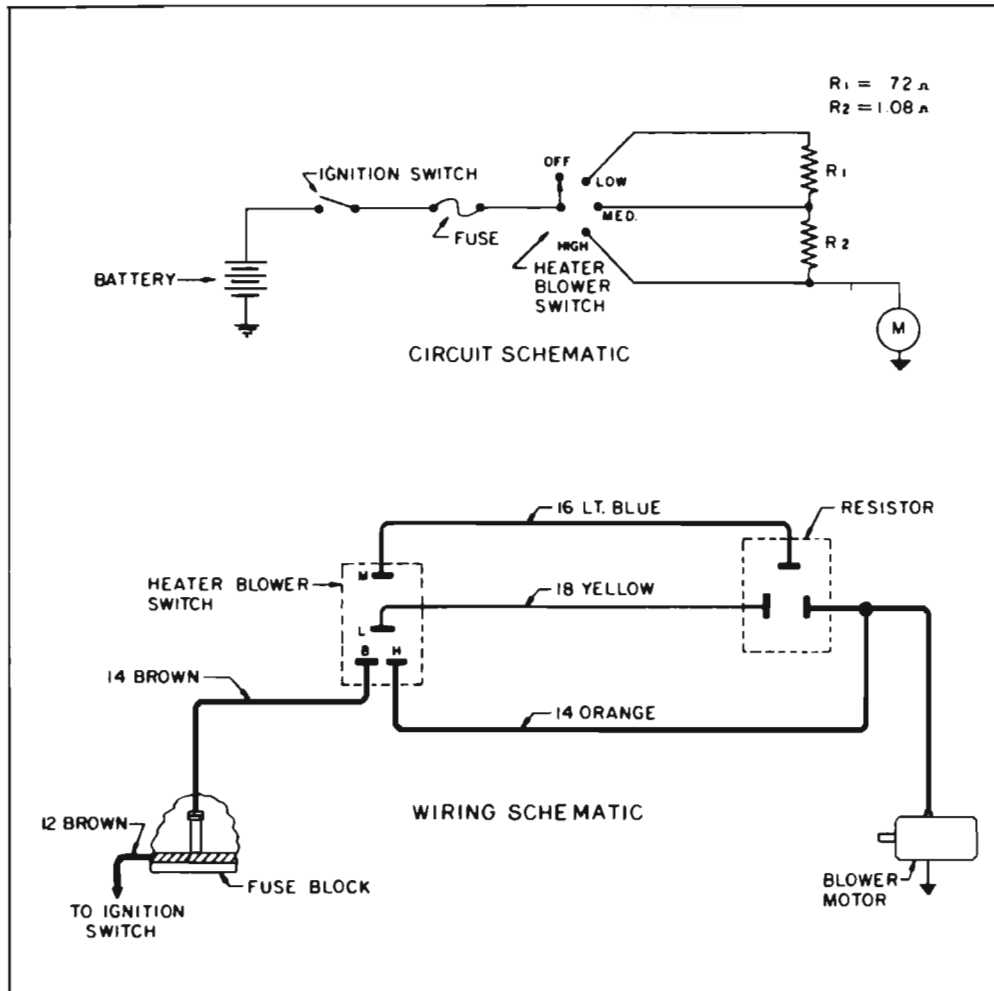 R1 = 72 Ω
R2 = 1.08 Ω
IGNITION SWITCH
OFF
LOW
R1
MED.
FUSE
HIGH
R2
BATTERY
HEATER
BLOWER
SWITCH
M
CIRCUIT SCHEMATIC
16 LT. BLUE
RESISTOR
HEATER BLOWER
SWITCH
M
18 YELLOW
L
B H
14 BROWN
14 ORANGE
WIRING SCHEMATIC
12 BROWN
FUSE BLOCK
BLOWER
MOTOR
TO IGNITION
SWITCH